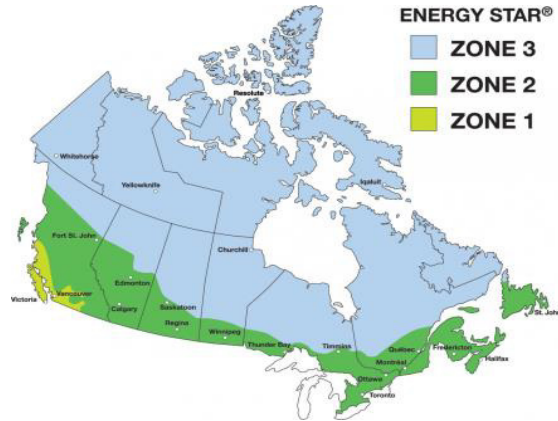 ENERGY STAR®
ZONE 3
ZONE 2
ZONE 1
Resolute
Whitehorse
Yellowknife
Iqaluit
Fort St. John
Churchill
Edmonton
Vancouver
Victoria
Calgary
Saskatoon
Regina
Winnipeg
Thunder Bay
Timmins
Québec
Montréal
Ottawa
Toronto
Fredericton
Halifax
St. John